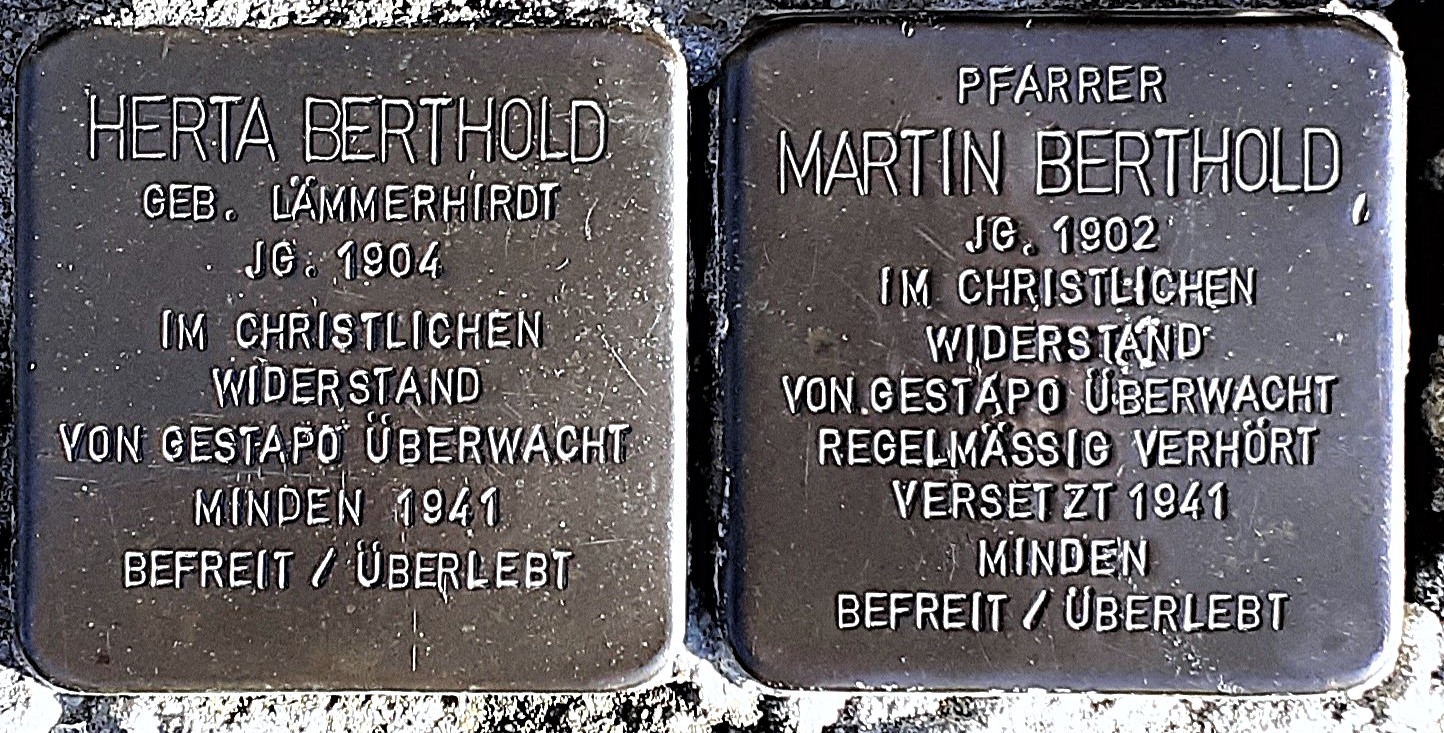 HERTA BERTHOLD
GEB. LÄMMERHIRDT
JG. 1904
IM CHRISTLICHEN
WIDERSTAND
VON GESTAPO ÜBERWACHT
MINDEN 1941
BEFREIT / ÜBERLEBT
PFARRER
MARTIN BERTHOLD
JG. 1902
IM CHRISTLICHEN
WIDERSTAND
VON GESTAPO ÜBERWACHT
REGELMÄSSIG VERHÖRT
VERSETZT 1941
MINDEN
BEFREIT / ÜBERLEBT